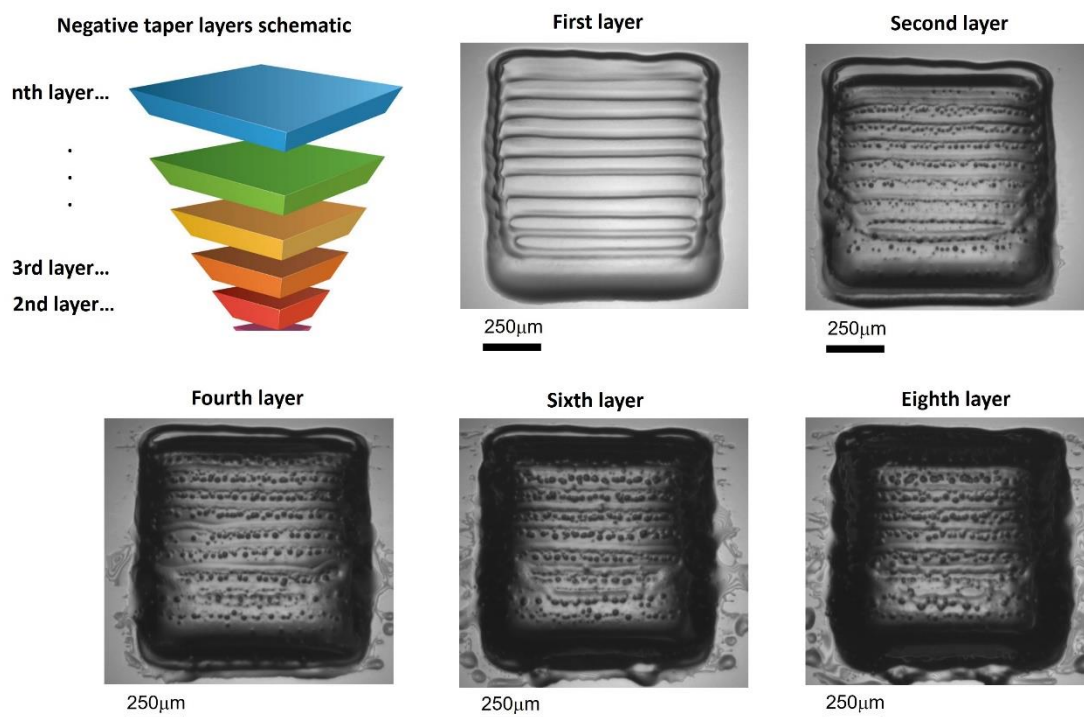 Negative taper layers schematic
nth layer...
.
.
.
3rd layer...
2nd layer...
First layer
250μm
Second layer
250μm
Fourth layer
250μm
Sixth layer
250μm
Eighth layer
250μm